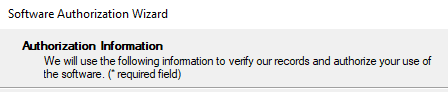 Software Authorization Wizard
Authorization Information
We will use the following information to verify our records and authorize your use of
the software. (* required field)